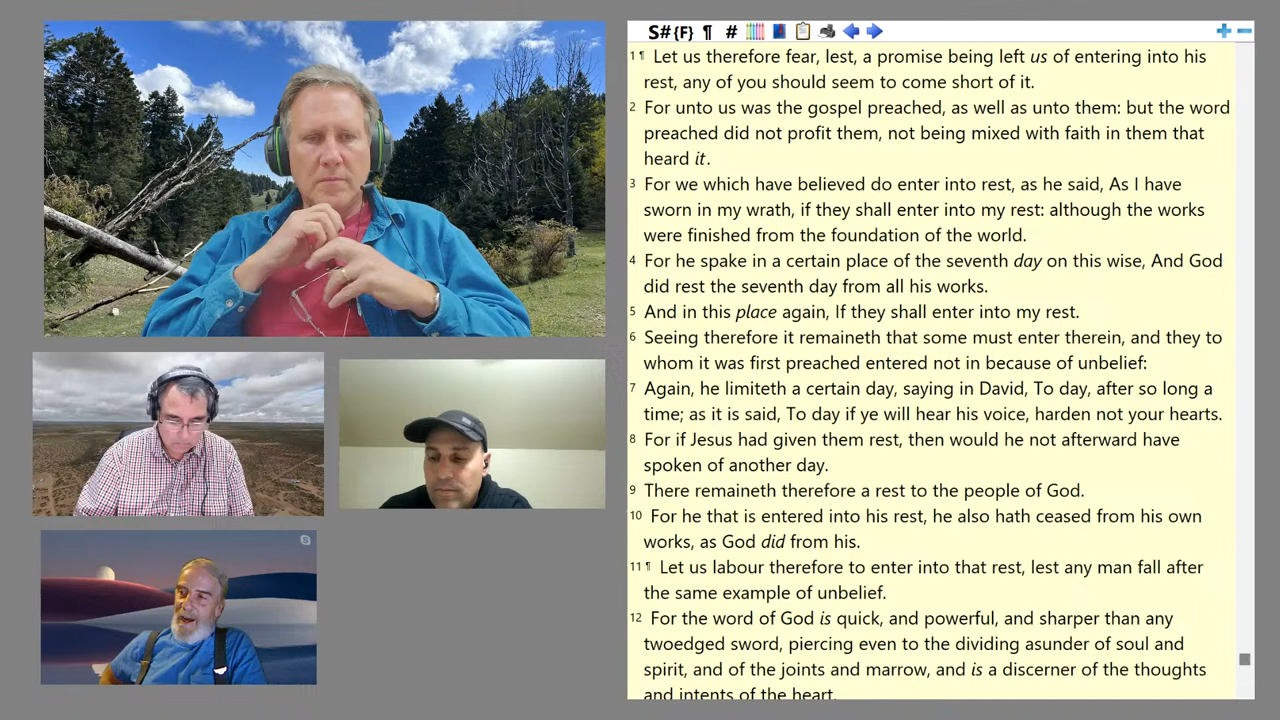 S# {F} ¶ #
1 ¶ Let us therefore fear, lest, a promise being left us of entering into his
rest, any of you should seem to come short of it.
2 For unto us was the gospel preached, as well as unto them: but the word
preached did not profit them, not being mixed with faith in them that
heard it.
3 For we which have believed do enter into rest, as he said, As I have
sworn in my wrath, if they shall enter into my rest: although the works
were finished from the foundation of the world.
4 For he spake in a certain place of the seventh day on this wise, And God
did rest the seventh day from all his works.
5 And in this place again, If they shall enter into my rest.
6 Seeing therefore it remaineth that some must enter therein, and they to
whom it was first preached entered not in because of unbelief:
7 Again, he limiteth a certain day, saying in David, To day, after so long a
time; as it is said, To day if ye will hear his voice, harden not your hearts.
8 For if Jesus had given them rest, then would he not afterward have
spoken of another day.
9 There remaineth therefore a rest to the people of God.
10 For he that is entered into his rest, he also hath ceased from his own
works, as God did from his.
11 ¶ Let us labour therefore to enter into that rest, lest any man fall after
the same example of unbelief.
12 For the word of God is quick, and powerful, and sharper than any
twoedged sword, piercing even to the dividing asunder of soul and
spirit, and of the joints and marrow, and is a discerner of the thoughts
and intents of the heart.